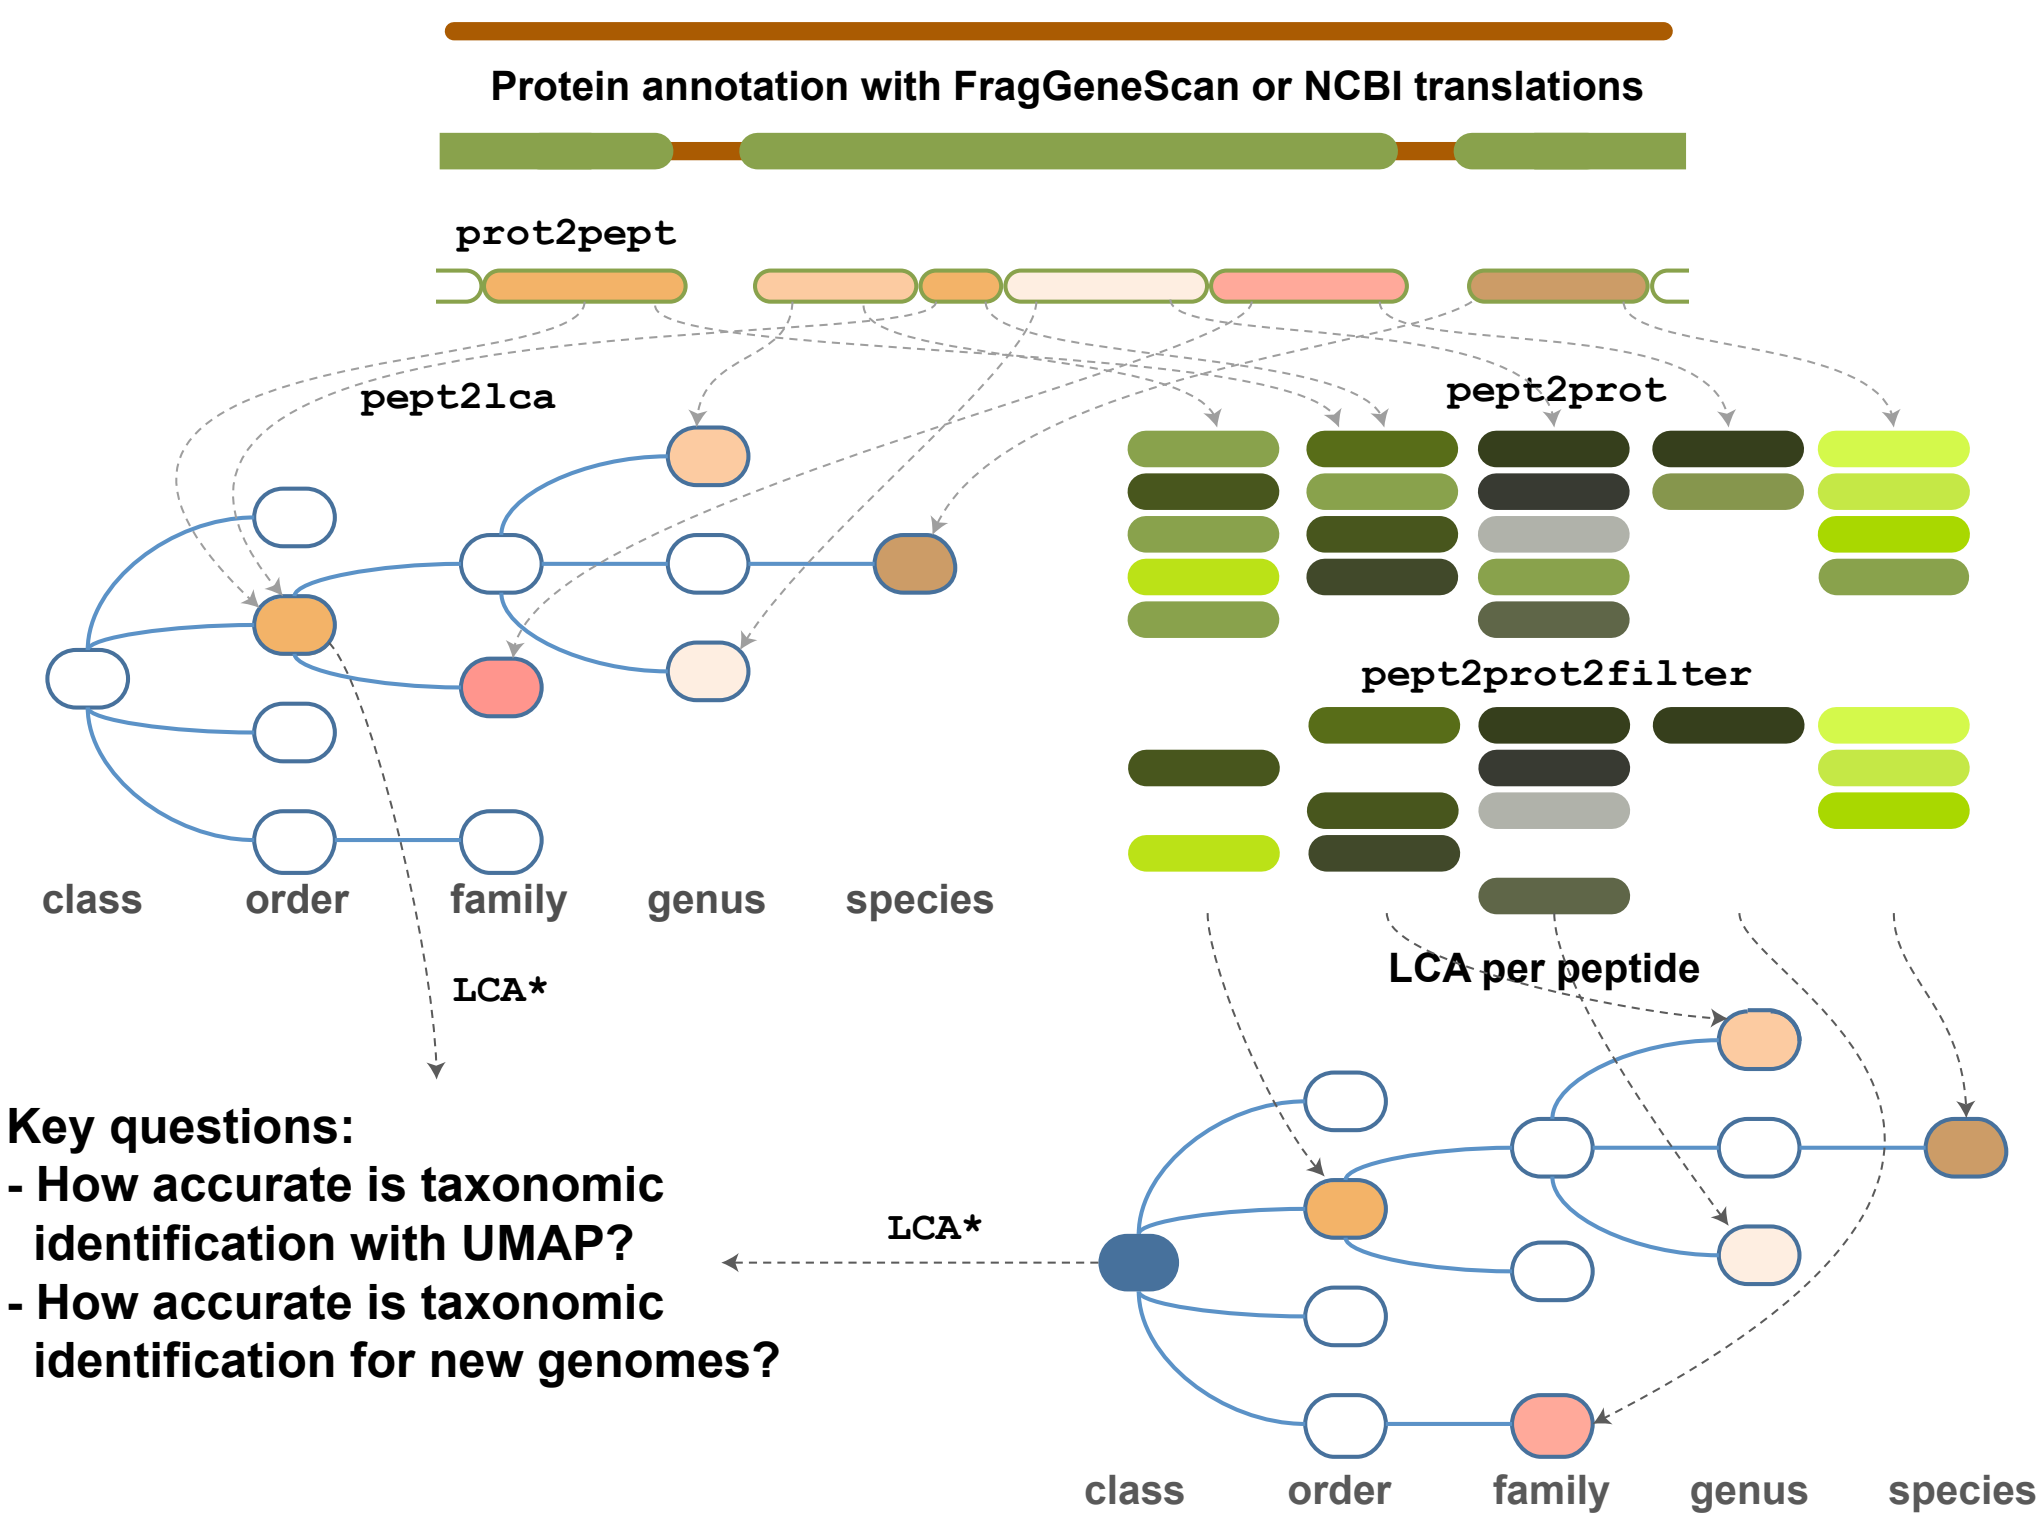 Protein annotation with FragGeneScan or NCBI translations
prot2pept
pept2lca
pept2prot
pept2prot2filter
class order family genus species
LCA per peptide
LCA*
Key questions:
- How accurate is taxonomic
identification with UMAP?
- How accurate is taxonomic
identification for new genomes?
LCA*
class order family genus species